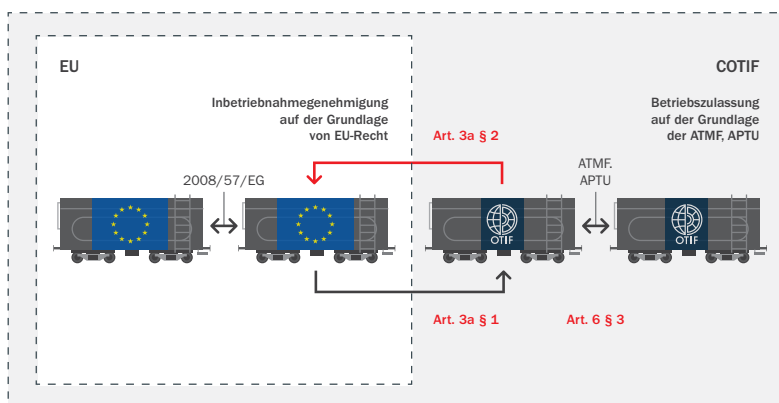 EU
COTIF
Inbetriebnahmegenehmigung
auf der Grundlage
von EU-Recht
Art. 3a § 2
Betriebszulassung
auf der Grundlage
der ATMF, APTU
2008/57/EG
ATMF.
APTU
OTIF
OTIF
Art. 3a § 1
Art. 6 § 3